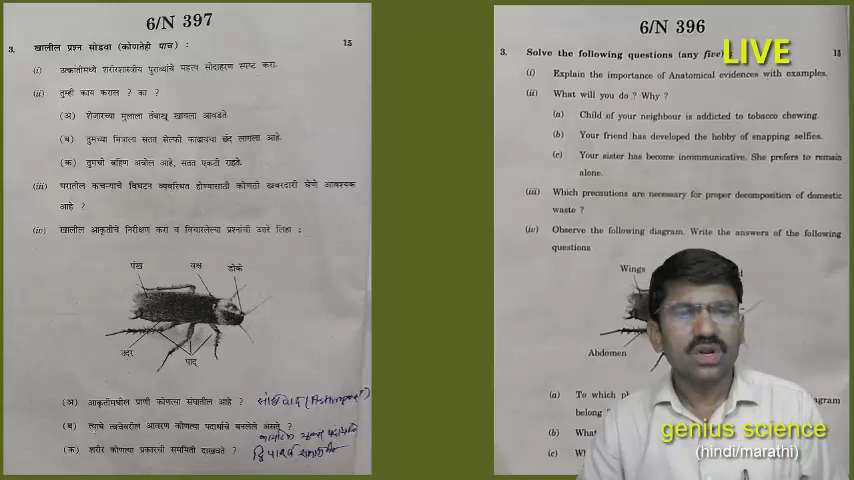 6/N 397
3. खालील प्रश्न सोडवा (कोणतेही पाच) : 15
(i) उत्क्रांतीमध्ये शरीरशास्त्रीय पुराव्यांचे महत्त्व सोदाहरण स्पष्ट करा.
(ii) तुम्ही काय कराल ? का ?
(अ) शेजारच्या मुलाला तंबाखू खायला आवडते.
(ब) तुमच्या मित्राला सतत सेल्फी काढायचा छंद लागला आहे.
(क) तुमची बहिण अबोल आहे, सतत एकटी राहते.
(iii) घरातील कचऱ्याचे विघटन व्यवस्थित होण्यासाठी कोणती खबरदारी घेणे आवश्यक
आहे ?
(iv) खालील आकृतीचे निरीक्षण करा व विचारलेल्या प्रश्नांची उत्तरे लिहा :
पंख वक्ष डोके
उदर
पाद
(अ) आकृतीमधील प्राणी कोणत्या संघातील आहे ?
(ब) त्याचे त्वचेवरील आवरण कोणत्या पदार्थाचे बनलेले असते ?
(क) शरीर कोणत्या प्रकारची सममिती दाखवते ?
6/N 396
3. Solve the following questions (any five) : 15
LIVE
(i) Explain the importance of Anatomical evidences with examples.
(ii) What will you do ? Why ?
(a) Child of your neighbour is addicted to tobacco chewing.
(b) Your friend has developed the hobby of snapping selfies.
(c) Your sister has become incommunicative. She prefers to remain
alone.
(iii) Which precautions are necessary for proper decomposition of domestic
waste ?
(iv) Observe the following diagram. Write the answers of the following
questions
Wings
Abdomen
(a) To which
belong
(b)
(c)
genius science
(hindi/marathi)